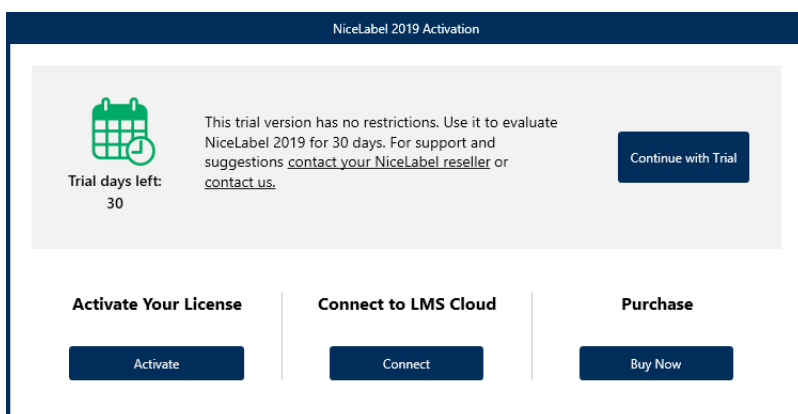 NiceLabel 2019 Activation
This trial version has no restrictions. Use it to evaluate
NiceLabel 2019 for 30 days. For support and
suggestions contact your NiceLabel reseller or
contact us.
Trial days left:
30
Continue with Trial
Activate Your License
Connect to LMS Cloud
Purchase
Activate
Connect
Buy Now